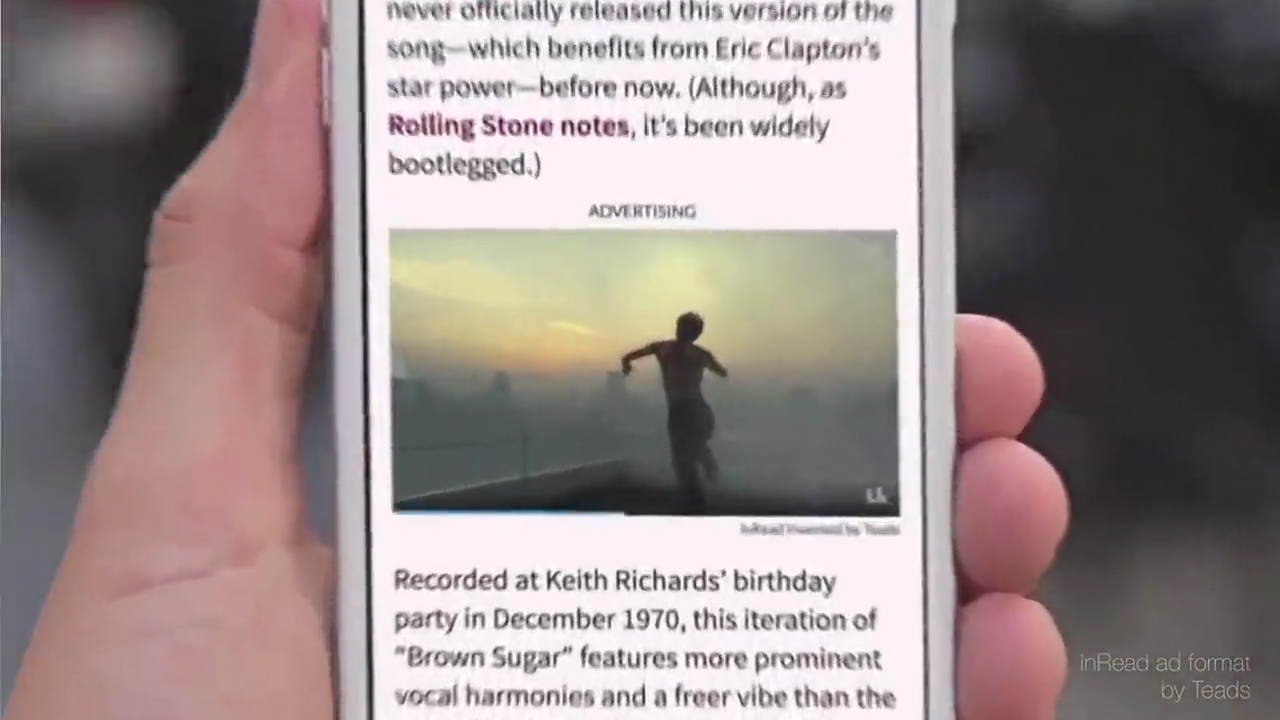 never officially released this version of the
song—which benefits from Eric Clapton's
star power—before now. (Although, as
Rolling Stone notes, it's been widely
bootlegged.)
ADVERTISING
inRead invented by Teads
Recorded at Keith Richards' birthday
party in December 1970, this iteration of
"Brown Sugar" features more prominent
vocal harmonies and a freer vibe than the
inRead ad format
by Teads